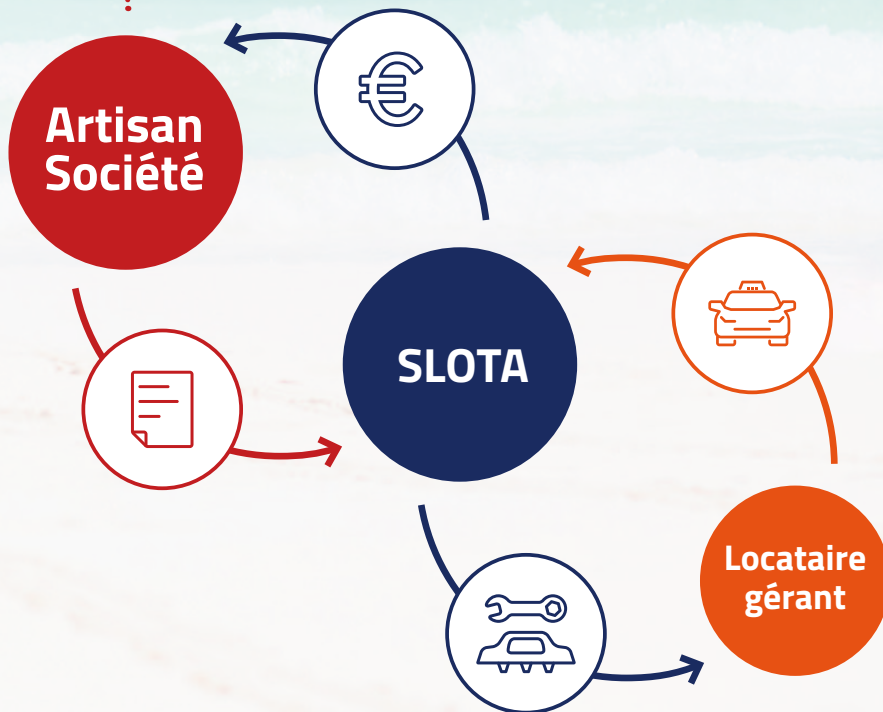 Artisan
Société
€
SLOTA
Locataire
gérant